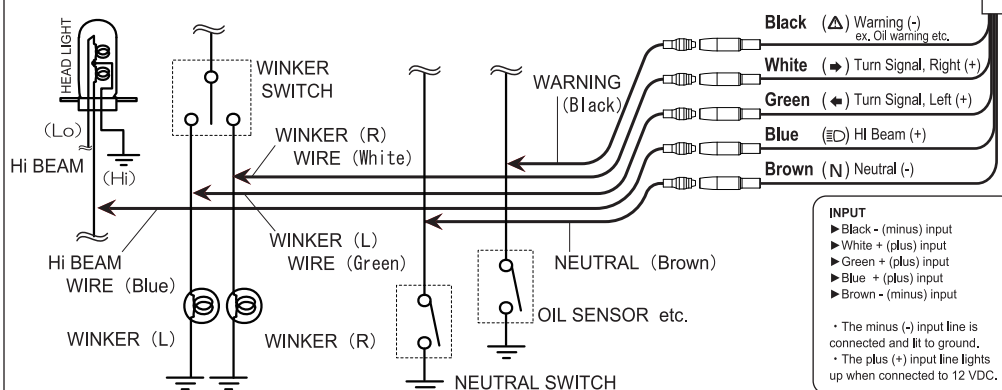 HEAD LIGHT
(Lo)
Hi BEAM
(Hi)
Hi BEAM
WIRE (Blue)
WINKER
SWITCH
WINKER (R)
WIRE (White)
WINKER (L)
WIRE (Green)
WINKER (L)
WINKER (R)
WARNING
(Black)
NEUTRAL (Brown)
OIL SENSOR etc.
NEUTRAL SWITCH
Black (⚠) Warning (-)
ex. Oil warning etc.
White (➡) Turn Signal, Right (+)
Green (⬅) Turn Signal, Left (+)
Blue HI Beam (+)
Brown (N) Neutral (-)
INPUT
▶Black - (minus) input
▶White + (plus) input
▶Green + (plus) input
▶Blue + (plus) input
▶Brown - (minus) input
・The minus (-) input line is
connected and lit to ground.
・The plus (+) input line lights
up when connected to 12 VDC.